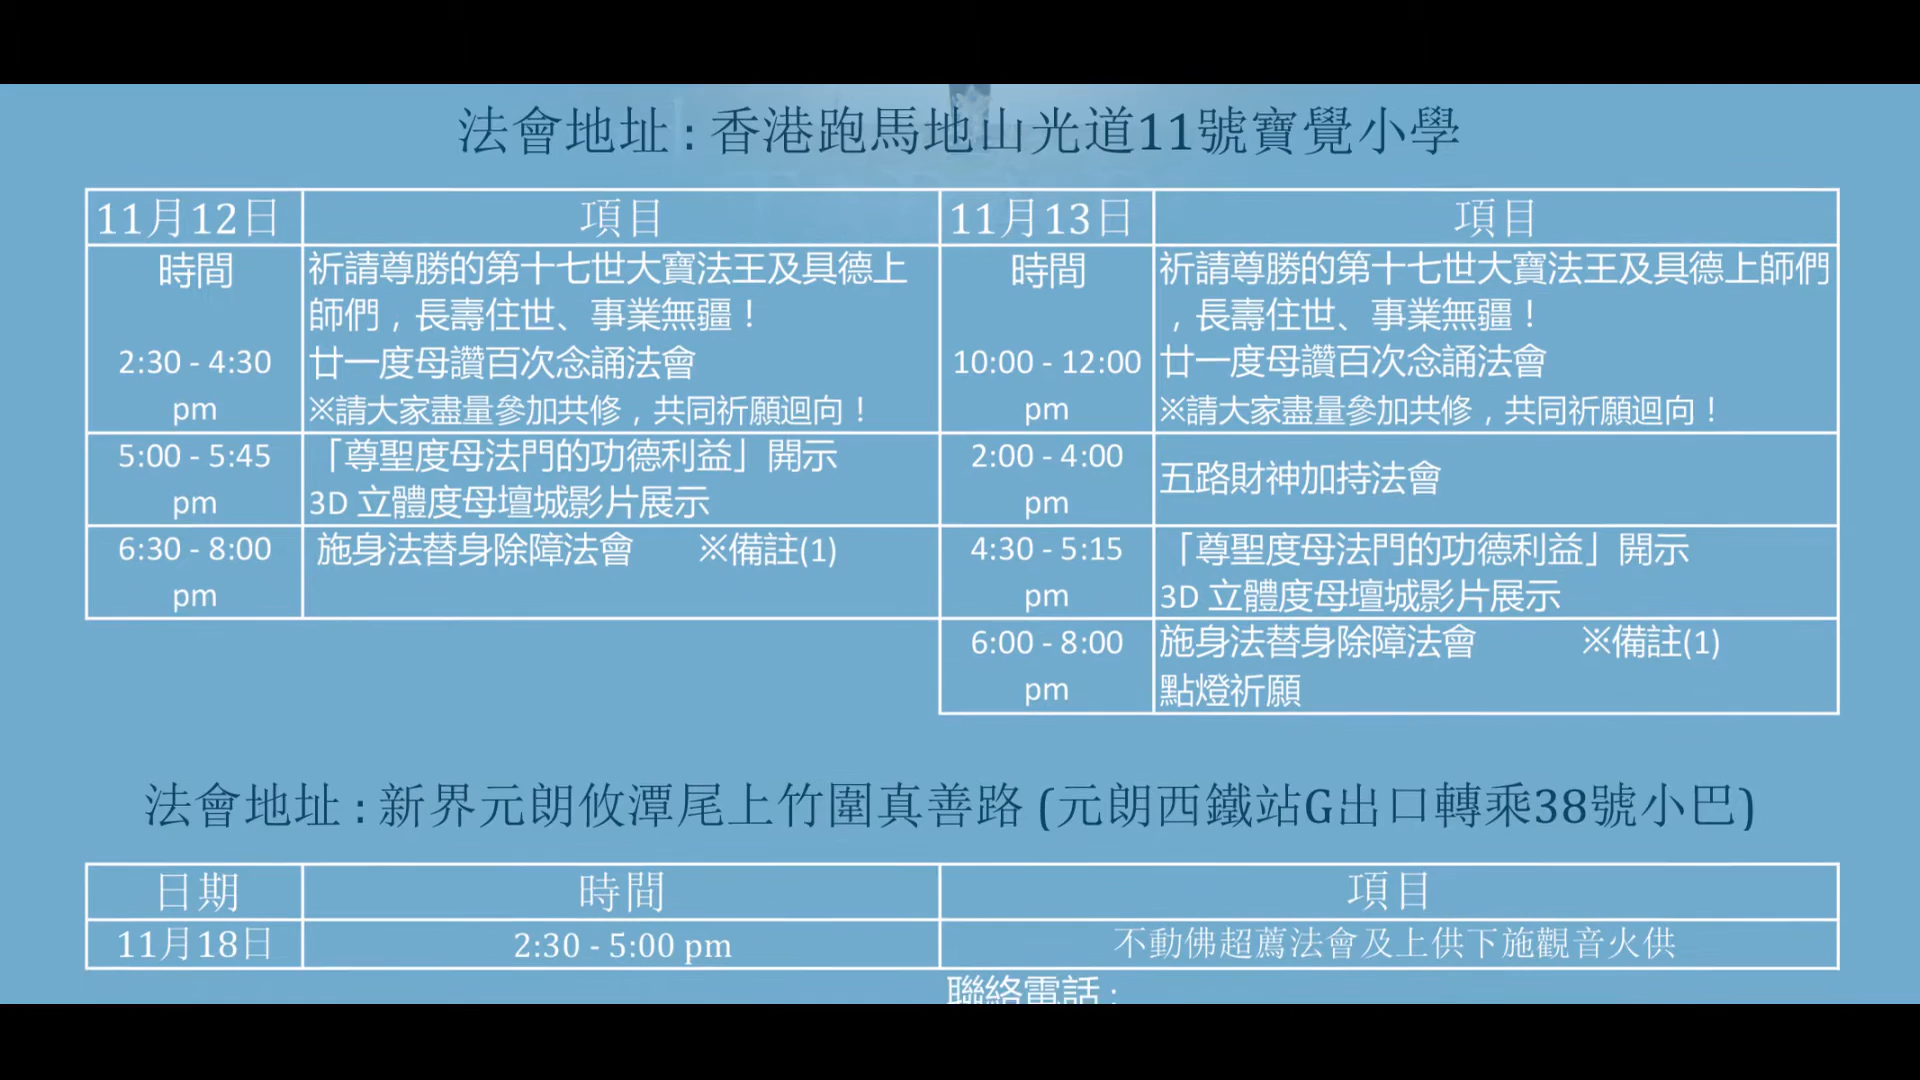 法會地址 : 香港跑馬地山光道11號寶覺小學
11月12日 項目 11月13日 項目
時間 祈請尊勝的第十七世大寶法王及具德上
師們，長壽住世、事業無疆！
2:30 - 4:30 廿一度母讚百次念誦法會
pm ※請大家盡量參加共修，共同祈願迴向！
5:00 - 5:45 「尊聖度母法門的功德利益」開示
pm 3D 立體度母壇城影片展示
6:30 - 8:00 施身法替身除障法會 ※備註(1)
pm
時間 祈請尊勝的第十七世大寶法王及具德上師們
，長壽住世、事業無疆！
10:00 - 12:00 廿一度母讚百次念誦法會
pm ※請大家盡量參加共修，共同祈願迴向！
2:00 - 4:00
pm 五路財神加持法會
4:30 - 5:15 「尊聖度母法門的功德利益」開示
pm 3D 立體度母壇城影片展示
6:00 - 8:00 施身法替身除障法會 ※備註(1)
pm 點燈祈願
法會地址 : 新界元朗攸潭尾上竹圍真善路 (元朗西鐵站G出口轉乘38號小巴)
日期 時間 項目
11月18日 2:30 - 5:00 pm 不動佛超薦法會及上供下施觀音火供
聯絡電話 :